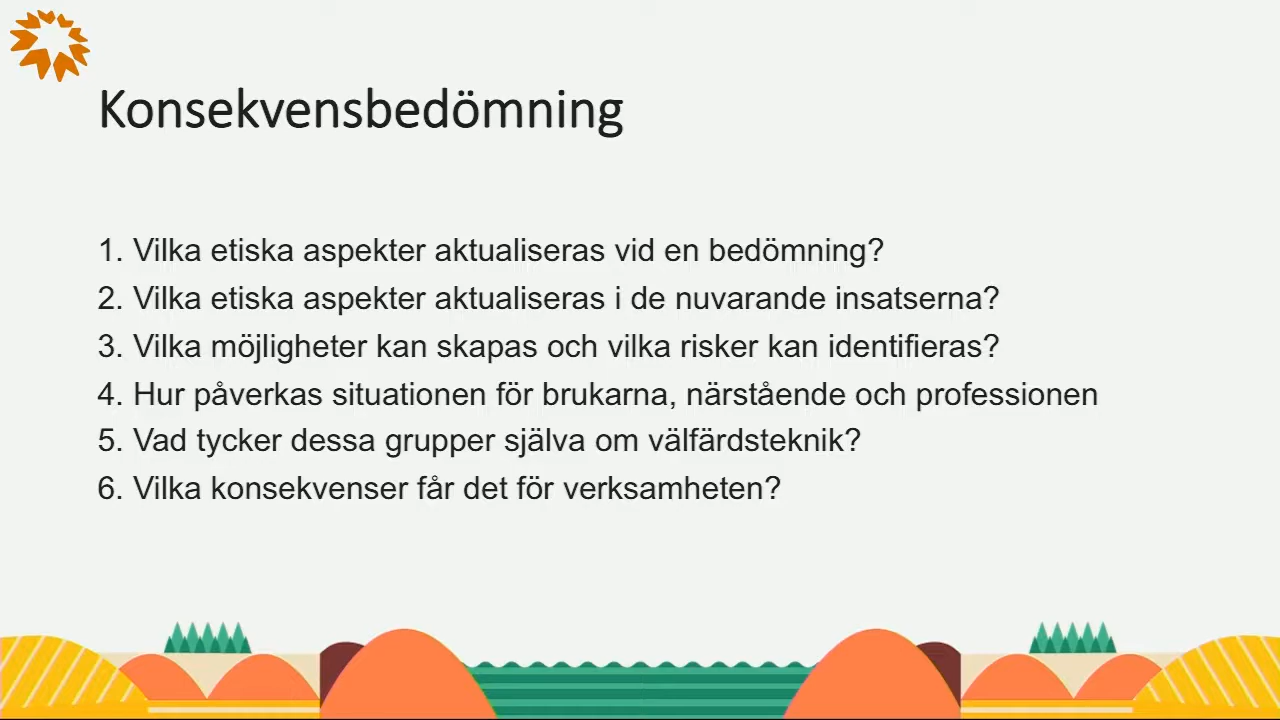 Konsekvensbedömning
1. Vilka etiska aspekter aktualiseras vid en bedömning?
2. Vilka etiska aspekter aktualiseras i de nuvarande insatserna?
3. Vilka möjligheter kan skapas och vilka risker kan identifieras?
4. Hur påverkas situationen för brukarna, närstående och professionen
5. Vad tycker dessa grupper själva om välfärdsteknik?
6. Vilka konsekvenser får det för verksamheten?